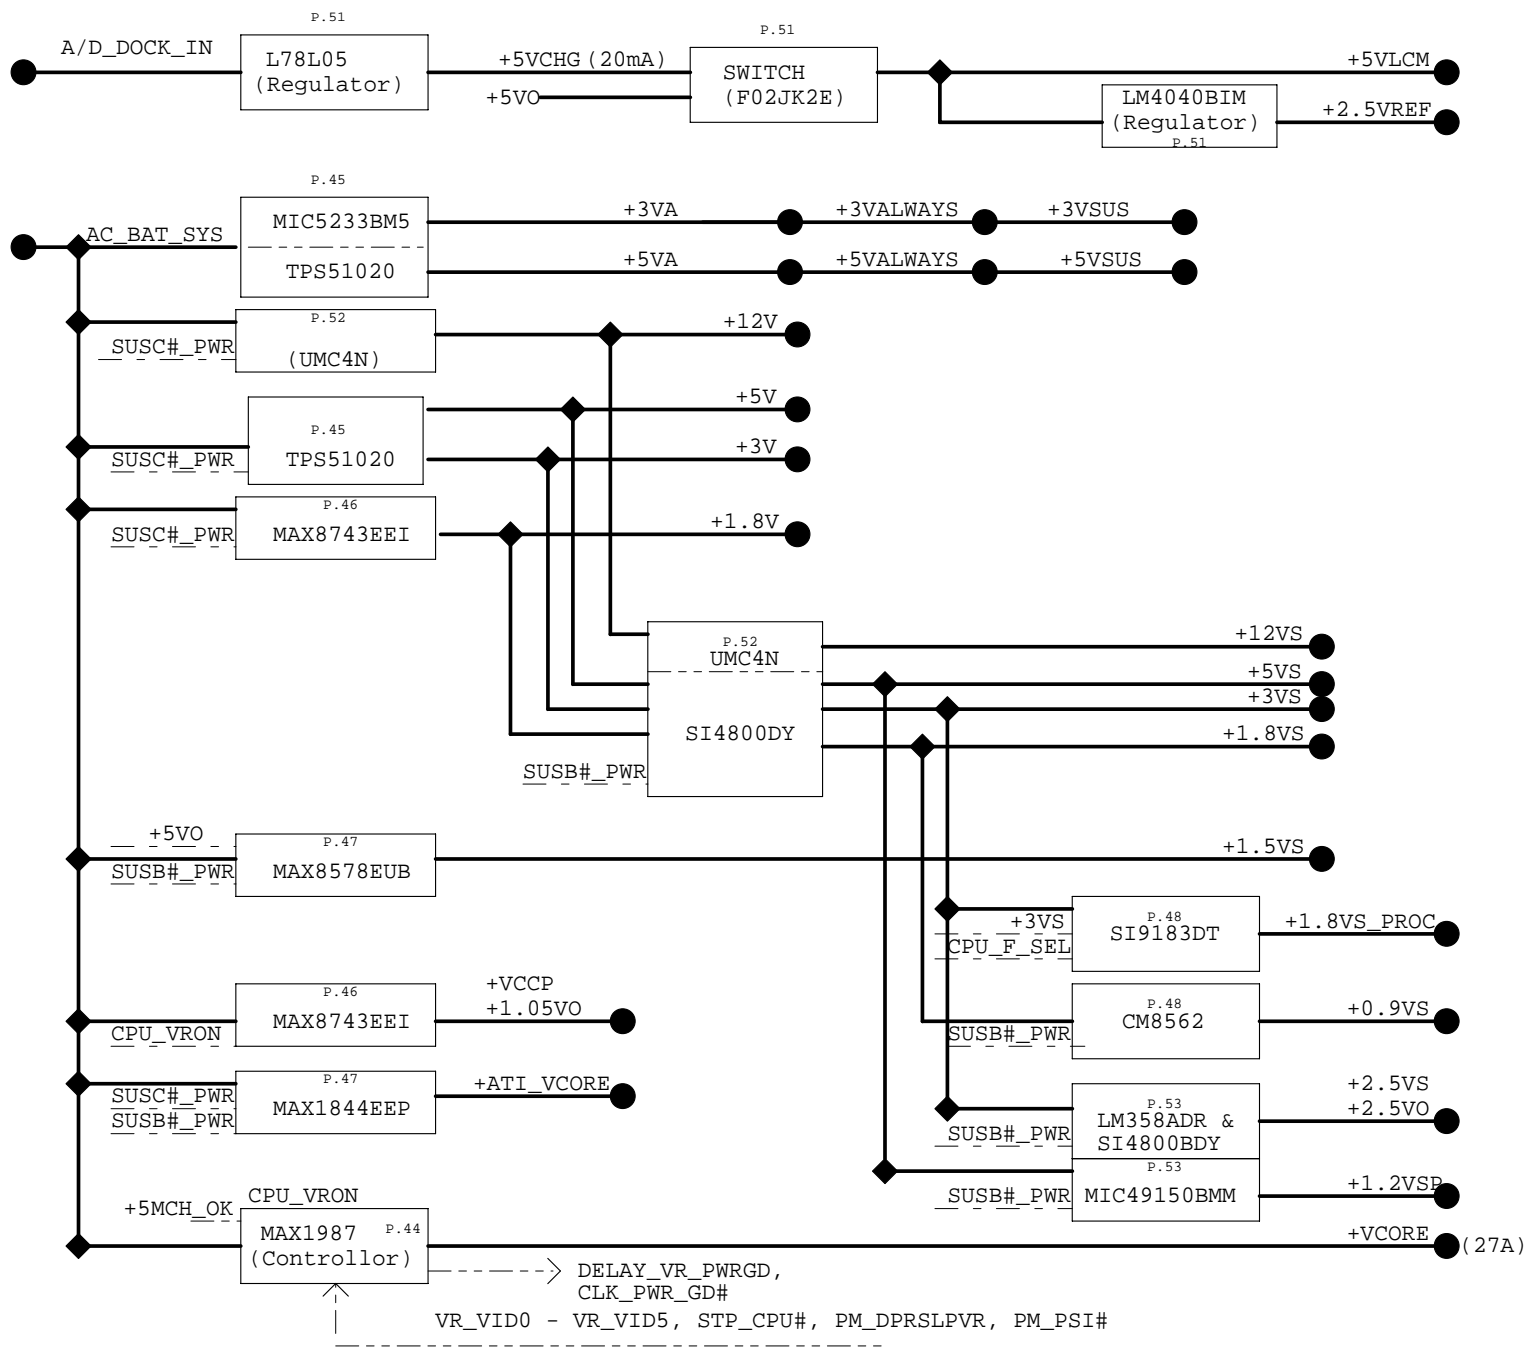 P.51
A/D_DOCK_IN
L78L05
(Regulator)
+5VCHG (20mA)
+5VO
P.51
SWITCH
(F02JK2E)
+5VLCM
LM4040BIM
(Regulator)
P.51
+2.5VREF
P.45
AC_BAT_SYS
MIC5233BM5
TPS51020
+3VA
+3VALWAYS
+3VSUS
+5VA
+5VALWAYS
+5VSUS
P.52
(UMC4N)
SUSC#_PWR
+12V
P.45
TPS51020
SUSC#_PWR
+5V
+3V
P.46
MAX8743EEI
SUSC#_PWR
+1.8V
P.52
UMC4N
SI4800DY
SUSB#_PWR
+12VS
+5VS
+3VS
+1.8VS
+5VO
SUSB#_PWR
P.47
MAX8578EUB
+1.5VS
+3VS
CPU_F_SEL
P.48
SI9183DT
+1.8VS_PROC
P.46
MAX8743EEI
CPU_VRON
+VCCP
+1.05VO
SUSB#_PWR
P.48
CM8562
+0.9VS
SUSC#_PWR
SUSB#_PWR
P.47
MAX1844EEP
+ATI_VCORE
SUSB#_PWR
P.53
LM358ADR &
SI4800BDY
+2.5VS
+2.5VO
SUSB#_PWR
P.53
MIC49150BMM
+1.2VSP
+5MCH_OK
CPU_VRON
MAX1987
P.44
(Controllor)
+VCORE
(27A)
DELAY_VR_PWRGD,
CLK_PWR_GD#
VR_VID0 - VR_VID5, STP_CPU#, PM_DPRSLPVR, PM_PSI#